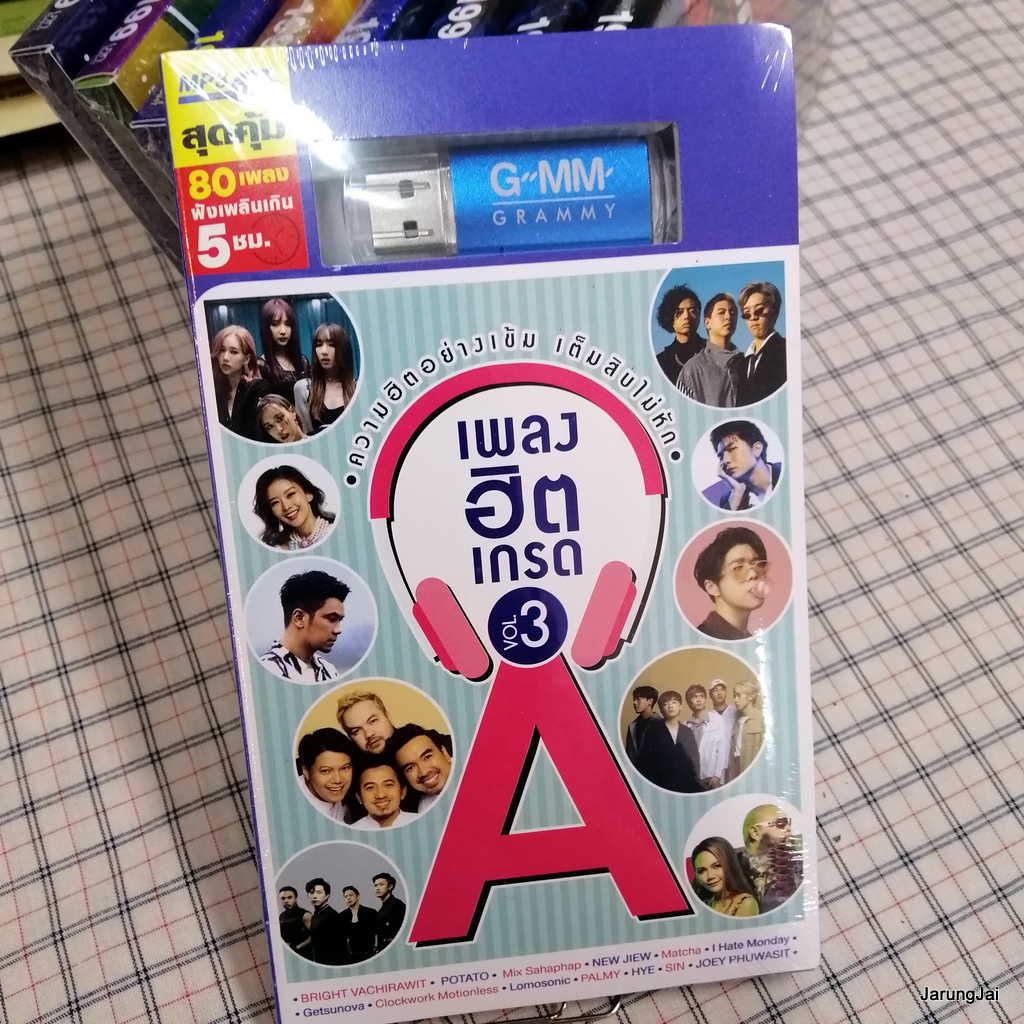 199
199
MP3
สุดคุ้ม
80 เพลง
ฟังเพลินเกิน
5 ชม.
G"MM'
GRAMMY
• ความฮิตอย่างเข้ม เต็มสิบไม่หัก •
เพลง
ฮิต
เกรด
VOL. 3
A
• BRIGHT VACHIRAWIT • POTATO • Mix Sahaphap • NEW JIEW • Matcha • I Hate Monday •
• Getsunova • Clockwork Motionless • Lomosonic • PALMY • HYE • SIN • JOEY PHUWASIT •
JarungJai